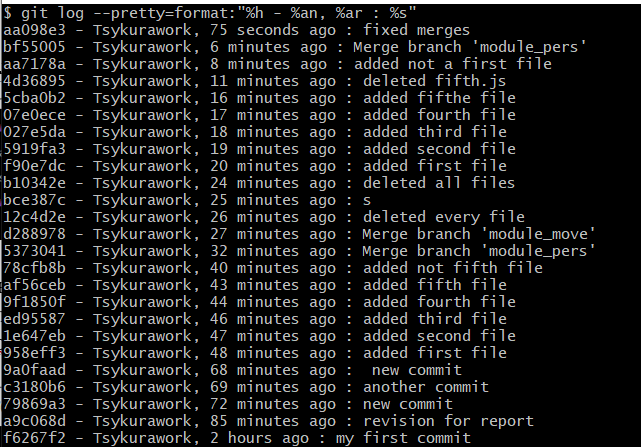 $ git log --pretty=format:"%h - %an, %ar : %s"
aa098e3 - Tsykurawork, 75 seconds ago : fixed merges
bf55005 - Tsykurawork, 6 minutes ago : Merge branch 'module_pers'
aa7178a - Tsykurawork, 8 minutes ago : added not a first file
4d36895 - Tsykurawork, 11 minutes ago : deleted fifth.js
5cba0b2 - Tsykurawork, 16 minutes ago : added fifthe file
07e0ece - Tsykurawork, 17 minutes ago : added fourth file
027e5da - Tsykurawork, 18 minutes ago : added third file
5919fa3 - Tsykurawork, 19 minutes ago : added second file
f90e7dc - Tsykurawork, 20 minutes ago : added first file
b10342e - Tsykurawork, 24 minutes ago : deleted all files
bce387c - Tsykurawork, 25 minutes ago : s
12c4d2e - Tsykurawork, 26 minutes ago : deleted every file
d288978 - Tsykurawork, 27 minutes ago : Merge branch 'module_move'
5373041 - Tsykurawork, 32 minutes ago : Merge branch 'module_pers'
78cfb8b - Tsykurawork, 40 minutes ago : added not fifth file
af56ceb - Tsykurawork, 43 minutes ago : added fifth file
9f1850f - Tsykurawork, 44 minutes ago : added fourth file
ed95587 - Tsykurawork, 46 minutes ago : added third file
1e647eb - Tsykurawork, 47 minutes ago : added second file
958eff3 - Tsykurawork, 48 minutes ago : added first file
9a0faad - Tsykurawork, 68 minutes ago :  new commit
c3180b6 - Tsykurawork, 69 minutes ago : another commit
79869a3 - Tsykurawork, 72 minutes ago : new commit
a9c068d - Tsykurawork, 85 minutes ago : revision for report
f6267f2 - Tsykurawork, 2 hours ago : my first commit